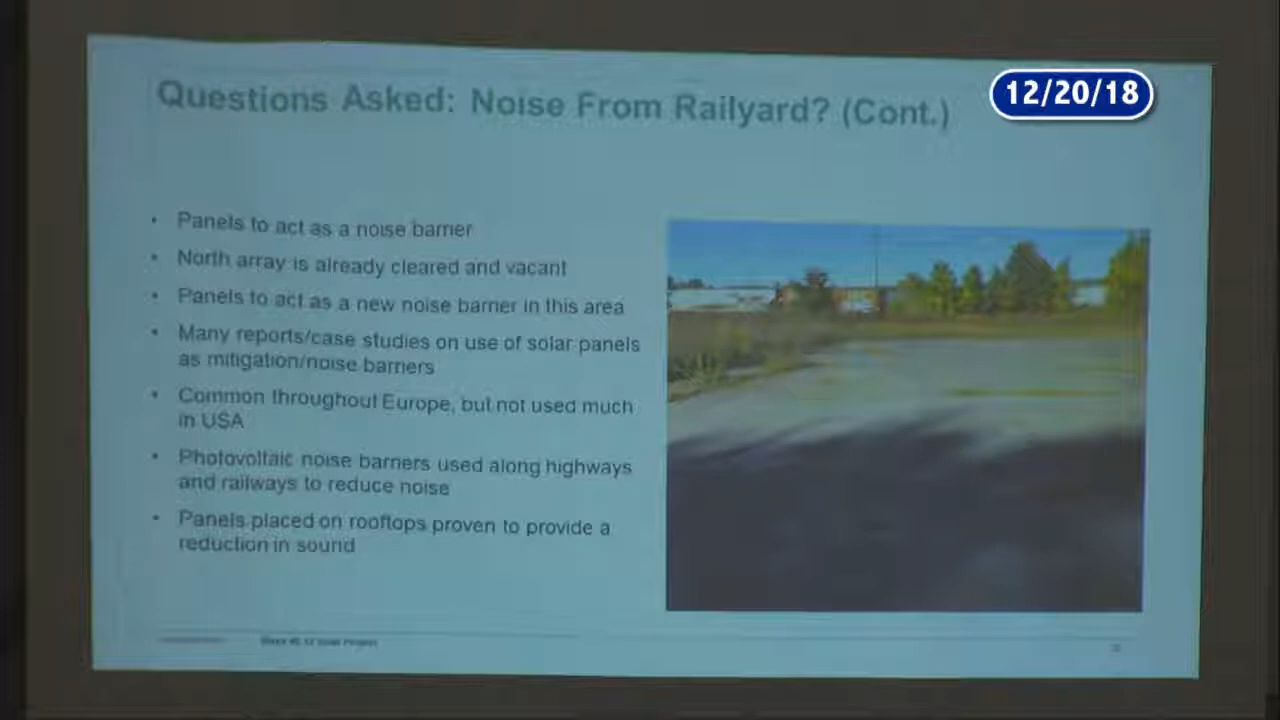 Questions Asked: Noise From Railyard? (Cont.)
12/20/18
• Panels to act as a noise barrier
• North array is already cleared and vacant
• Panels to act as a new noise barrier in this area
• Many reports/case studies on use of solar panels
as mitigation/noise barriers
• Common throughout Europe, but not used much
in USA
• Photovoltaic noise barriers used along highways
and railways to reduce noise
• Panels placed on rooftops proven to provide a
reduction in sound